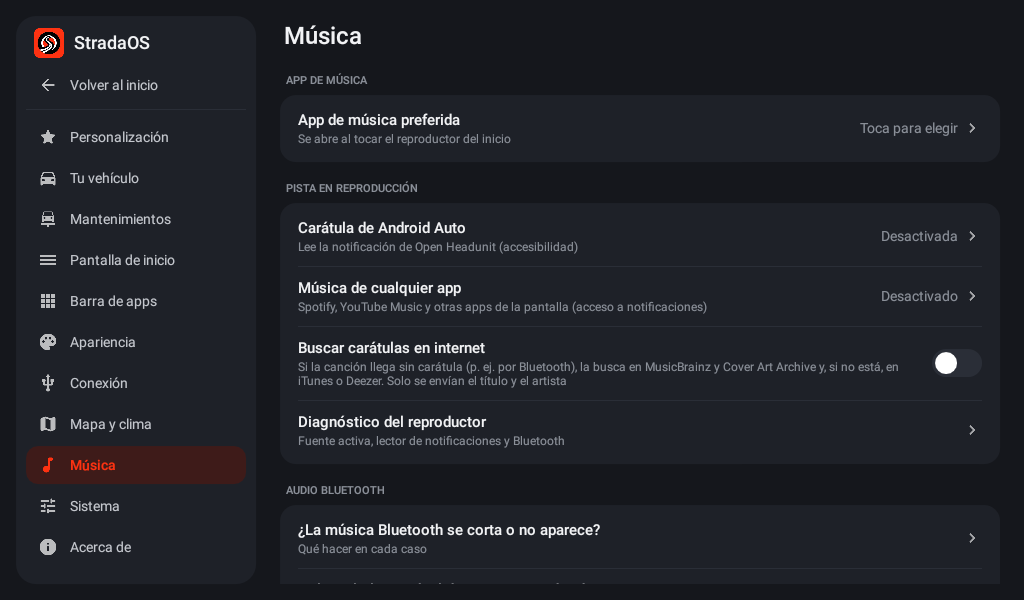 StradaOS
Volver al inicio
Personalización
Tu vehículo
Mantenimientos
Pantalla de inicio
Barra de apps
Apariencia
Conexión
Mapa y clima
Música
Sistema
Acerca de
Música
APP DE MÚSICA
App de música preferida
Se abre al tocar el reproductor del inicio
Toca para elegir
PISTA EN REPRODUCCIÓN
Carátula de Android Auto
Lee la notificación de Open Headunit (accesibilidad)
Desactivada
Música de cualquier app
Spotify, YouTube Music y otras apps de la pantalla (acceso a notificaciones)
Desactivado
Buscar carátulas en internet
Si la canción llega sin carátula (p. ej. por Bluetooth), la busca en MusicBrainz y Cover Art Archive y, si no está, en
iTunes o Deezer. Solo se envían el título y el artista
Diagnóstico del reproductor
Fuente activa, lector de notificaciones y Bluetooth
AUDIO BLUETOOTH
¿La música Bluetooth se corta o no aparece?
Qué hacer en cada caso